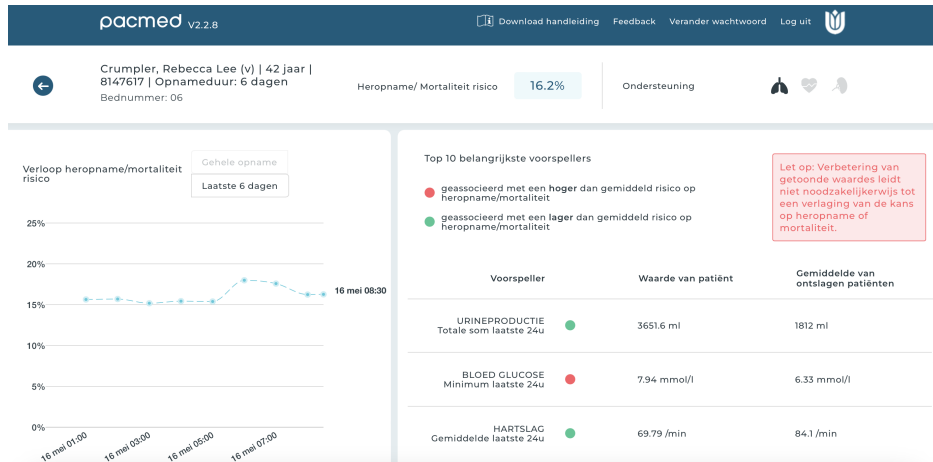 pacmed V2.2.8
Download handleiding Feedback Verander wachtwoord Log uit
Crumpler, Rebecca Lee (v) | 42 jaar |
8147617 | Opnameduur: 6 dagen
Bednummer: 06
Heropname/ Mortaliteit risico
16.2%
Ondersteuning
Verloop heropname/mortaliteit
risico
Gehele opname
Laatste 6 dagen
25%
20%
15%
10%
5%
0%
16 mei 08:30
16 mei 01:00
16 mei 03:00
16 mei 05:00
16 mei 07:00
Top 10 belangrijkste voorspellers
geassocieerd met een hoger dan gemiddeld risico op
heropname/mortaliteit
geassocieerd met een lager dan gemiddeld risico op
heropname/mortaliteit
Let op: Verbetering van
getoonde waardes leidt
niet noodzakelijkerwijs tot
een verlaging van de kans
op heropname of
mortaliteit.
Voorspeller
Waarde van patiënt
Gemiddelde van
ontslagen patiënten
URINEPRODUCTIE
Totale som laatste 24u
3651.6 ml
1812 ml
BLOED GLUCOSE
Minimum laatste 24u
7.94 mmol/l
6.33 mmol/l
HARTSLAG
Gemiddelde laatste 24u
69.79 /min
84.1 /min